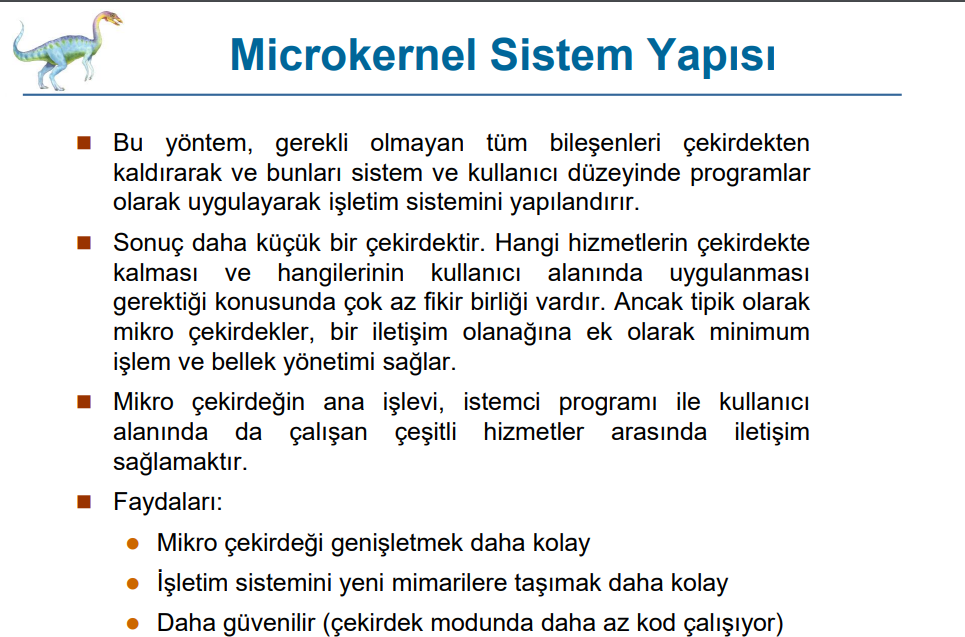 Microkernel Sistem Yapısı
Bu yöntem, gerekli olmayan tüm bileşenleri çekirdekten
kaldırarak ve bunları sistem ve kullanıcı düzeyinde programlar
olarak uygulayarak işletim sistemini yapılandırır.
Sonuç daha küçük bir çekirdektir. Hangi hizmetlerin çekirdekte
kalması ve hangilerinin kullanıcı alanında uygulanması
gerektiği konusunda çok az fikir birliği vardır. Ancak tipik olarak
mikro çekirdekler, bir iletişim olanağına ek olarak minimum
işlem ve bellek yönetimi sağlar.
Mikro çekirdeğin ana işlevi, istemci programı ile kullanıcı
alanında da çalışan çeşitli hizmetler arasında iletişim
sağlamaktır.
Faydaları:
Mikro çekirdeği genişletmek daha kolay
İşletim sistemini yeni mimarilere taşımak daha kolay
Daha güvenilir (çekirdek modunda daha az kod çalışıyor)